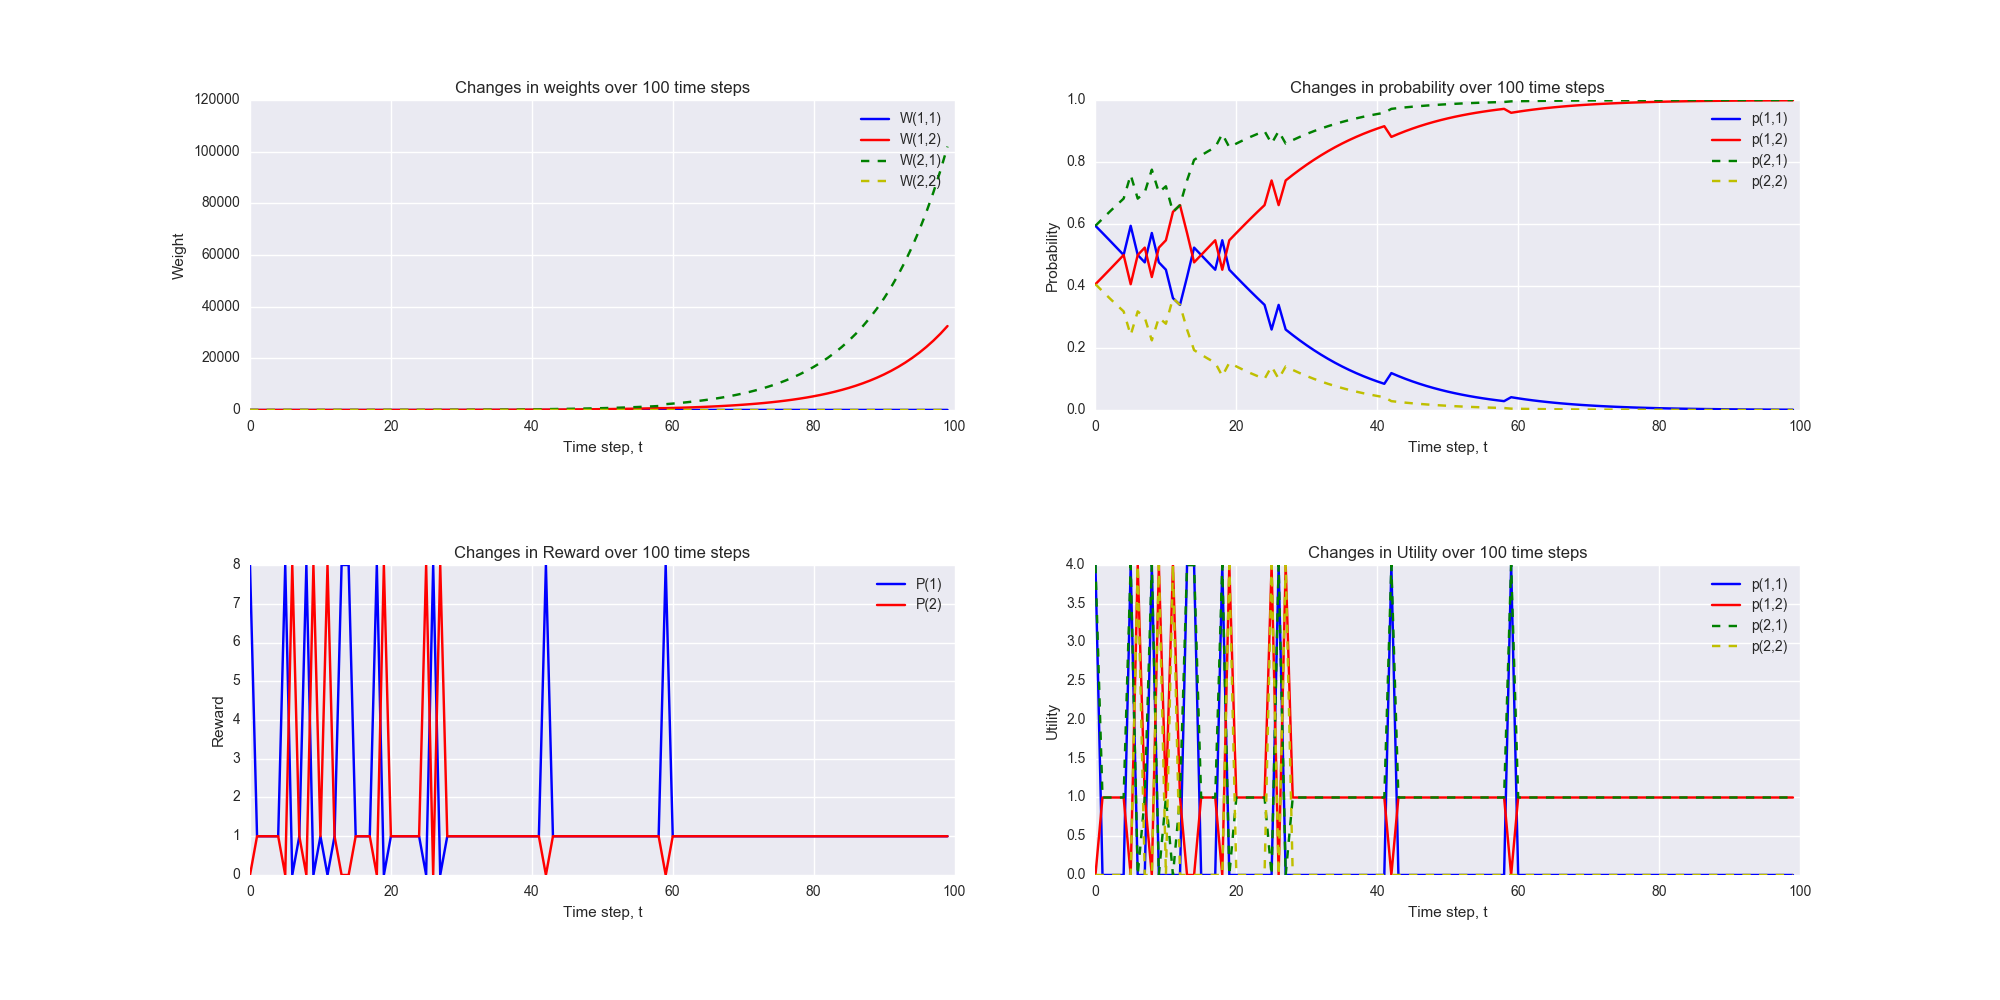 Changes in weights over 100 time steps
120000
100000
80000
60000
40000
20000
0
Weight
0 20 40 60 80 100
Time step, t
W(1,1)
W(1,2)
W(2,1)
W(2,2)
Changes in probability over 100 time steps
1.0
0.8
0.6
0.4
0.2
0.0
Probability
0 20 40 60 80 100
Time step, t
p(1,1)
p(1,2)
p(2,1)
p(2,2)
Changes in Reward over 100 time steps
8
7
6
5
4
3
2
1
0
Reward
0 20 40 60 80 100
Time step, t
P(1)
P(2)
Changes in Utility over 100 time steps
4.0
3.5
3.0
2.5
2.0
1.5
1.0
0.5
0.0
Utility
0 20 40 60 80 100
Time step, t
p(1,1)
p(1,2)
p(2,1)
p(2,2)